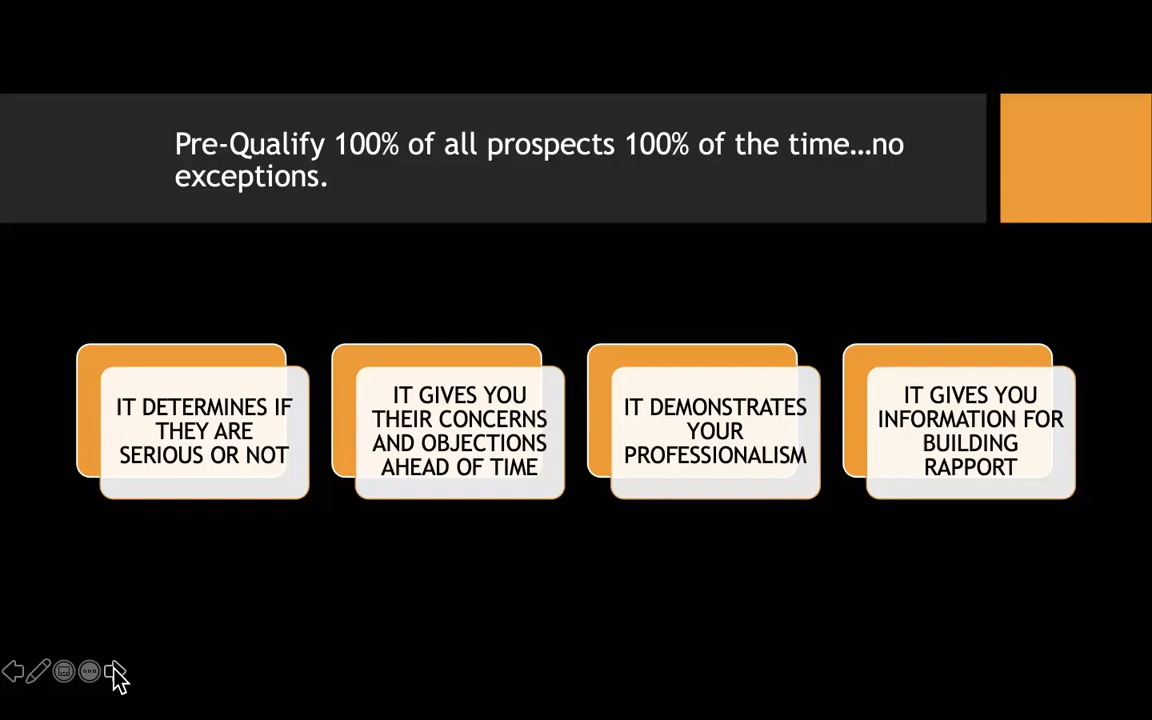 Pre-Qualify 100% of all prospects 100% of the time…no
exceptions.
IT DETERMINES IF
THEY ARE
SERIOUS OR NOT
IT GIVES YOU
THEIR CONCERNS
AND OBJECTIONS
AHEAD OF TIME
IT DEMONSTRATES
YOUR
PROFESSIONALISM
IT GIVES YOU
INFORMATION FOR
BUILDING
RAPPORT